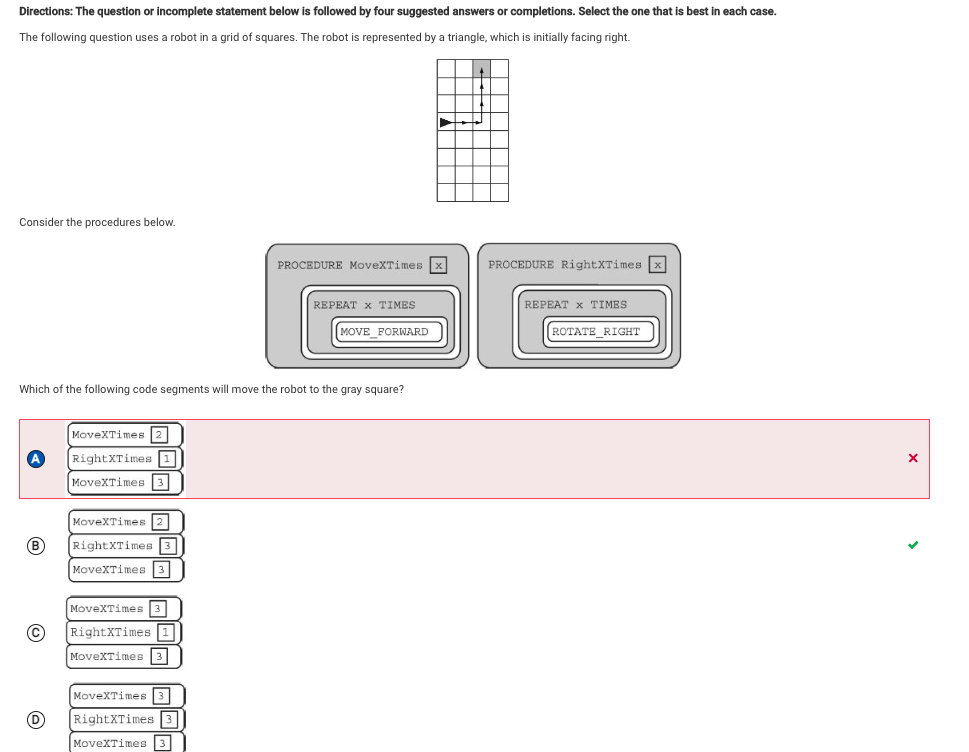 Directions: The question or incomplete statement below is followed by four suggested answers or completions. Select the one that is best in each case.
The following question uses a robot in a grid of squares. The robot is represented by a triangle, which is initially facing right.
Consider the procedures below.
PROCEDURE MoveXTimes x
REPEAT x TIMES
MOVE_FORWARD
PROCEDURE RightXTimes x
REPEAT x TIMES
ROTATE_RIGHT
Which of the following code segments will move the robot to the gray square?
A
MoveXTimes 2
RightXTimes 1
MoveXTimes 3
B
MoveXTimes 2
RightXTimes 3
MoveXTimes 3
C
MoveXTimes 3
RightXTimes 1
MoveXTimes 3
D
MoveXTimes 3
RightXTimes 3
MoveXTimes 3